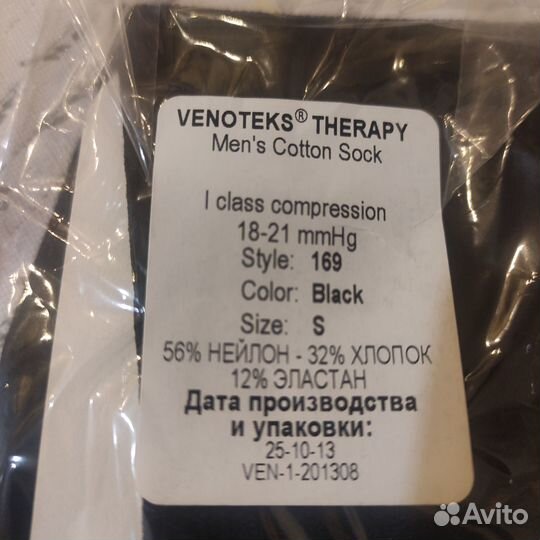 VENOTEKS® THERAPY
Men's Cotton Sock
I class compression
18-21 mmHg
Style: 169
Color: Black
Size: S
56% НЕЙЛОН - 32% ХЛОПОК
12% ЭЛАСТАН
Дата производства
и упаковки:
25-10-13
VEN-1-201308
Avito